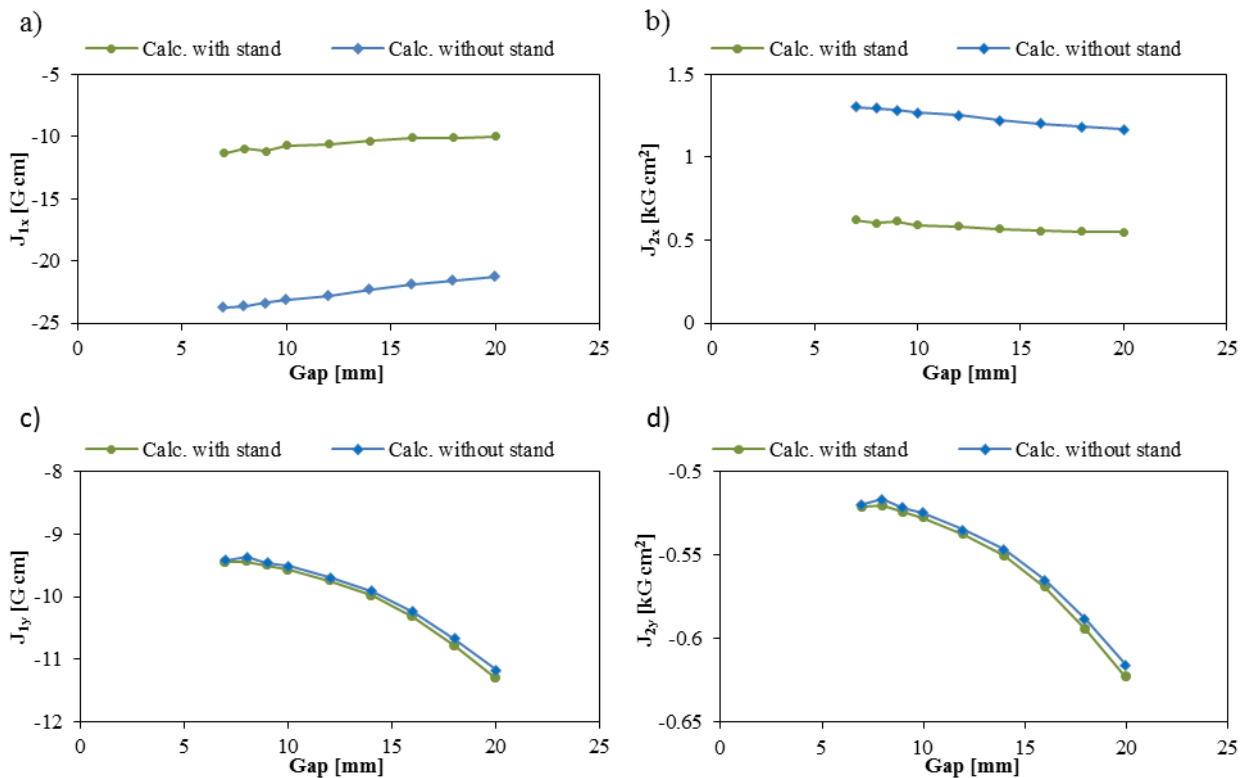 a)
Calc. with stand Calc. without stand
-5
-10
-15
-20
-25
0 5 10 15 20 25
J1x [G·cm]
Gap [mm]
b)
Calc. with stand Calc. without stand
1.5
1
0.5
0
0 5 10 15 20 25
J2x [kG·cm²]
Gap [mm]
c)
Calc. with stand Calc. without stand
-8
-9
-10
-11
-12
0 5 10 15 20 25
J1y [G·cm]
Gap [mm]
d)
Calc. with stand Calc. without stand
-0.5
-0.55
-0.6
-0.65
0 5 10 15 20 25
J2y [kG·cm²]
Gap [mm]